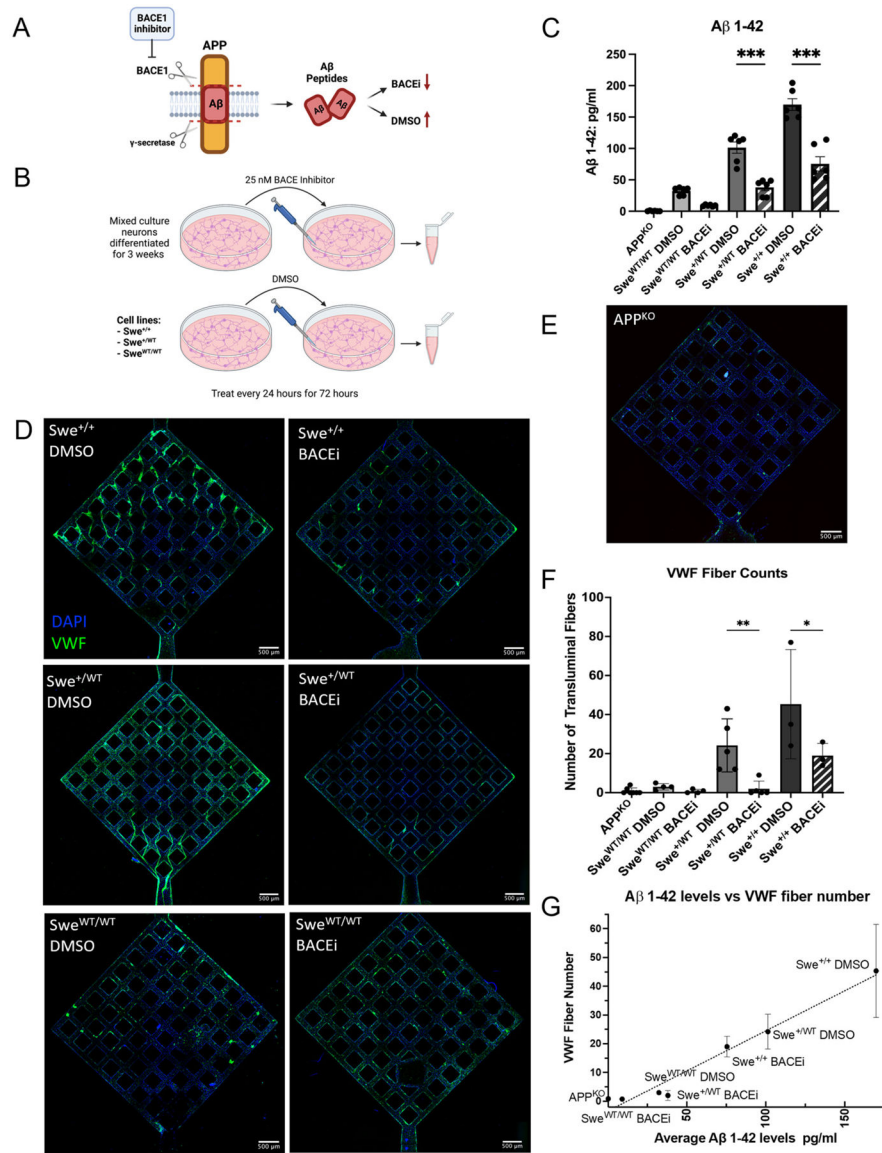 A
BACE1
inhibitor
BACE1
APP
Aβ
γ-secretase
Aβ
Peptides
Aβ
Aβ
BACEi
DMSO
B
25 nM BACE Inhibitor
Mixed culture
neurons
differentiated
for 3 weeks
DMSO
Cell lines:
- Swe+/+
- Swe+/WT
- SweWT/WT
Treat every 24 hours for 72 hours
C
Aβ 1-42
Aβ 1-42: pg/ml
250
200
150
100
50
0
***
***
APPKO
SweWT/WT DMSO
SweWT/WT BACEi
Swe+/WT DMSO
Swe+/WT BACEi
Swe+/+ DMSO
Swe+/+ BACEi
D
Swe+/+
DMSO
DAPI
VWF
500 μm
Swe+/+
BACEi
500 μm
Swe+/WT
DMSO
500 μm
Swe+/WT
BACEi
500 μm
SweWT/WT
DMSO
500 μm
SweWT/WT
BACEi
500 μm
E
APPKO
500 μm
F
VWF Fiber Counts
Number of Transluminal Fibers
100
80
60
40
20
0
**
*
APPKO
SweWT/WT DMSO
SweWT/WT BACEi
Swe+/WT DMSO
Swe+/WT BACEi
Swe+/+ DMSO
Swe+/+ BACEi
G
Aβ 1-42 levels vs VWF fiber number
VWF Fiber Number
60
50
40
30
20
10
0
Swe+/+ DMSO
Swe+/WT DMSO
Swe+/+ BACEi
SweWT/WT DMSO
Swe+/WT BACEi
APPKO
SweWT/WT BACEi
50
100
150
Average Aβ 1-42 levels pg/ml